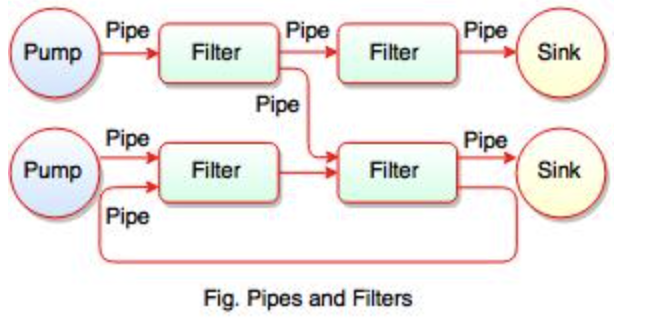 Pipe Pipe Pipe
Pump Filter Filter Sink
Pipe
Pipe Pipe
Pump Filter Filter Sink
Pipe
Fig. Pipes and Filters